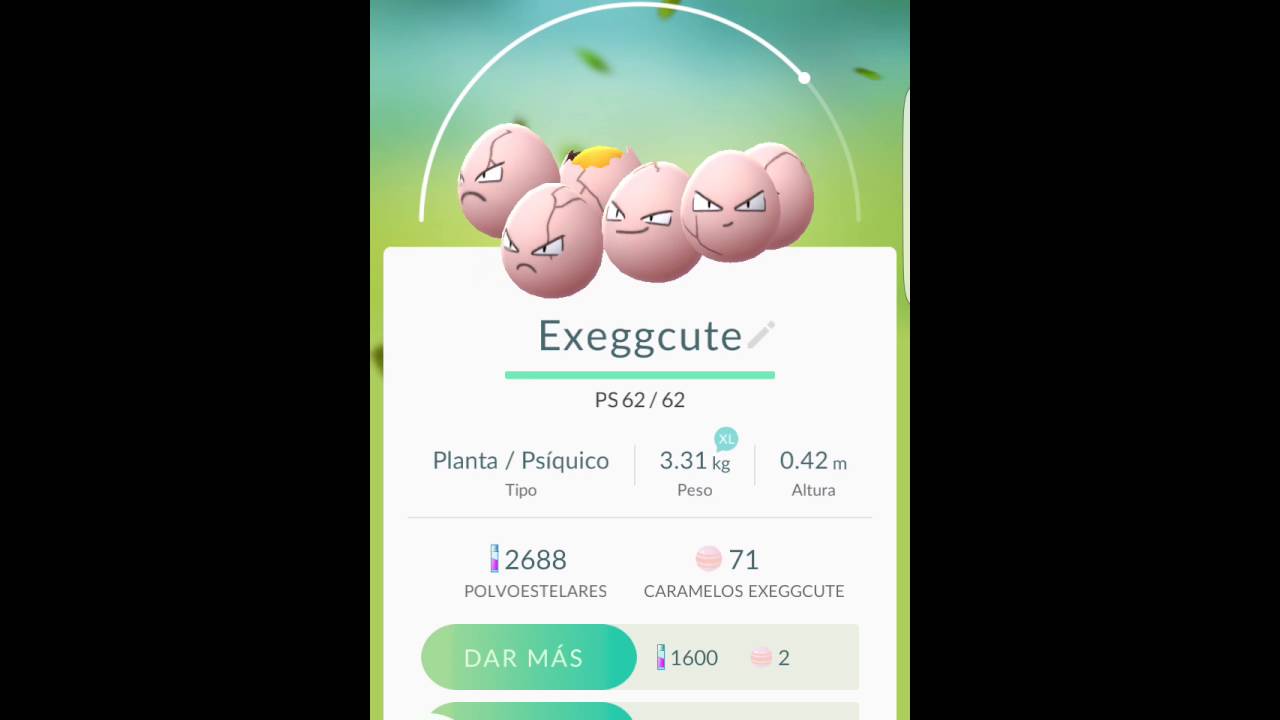 Exeggcute
PS 62 / 62
XL
Planta / Psíquico
3.31 kg
0.42 m
Tipo
Peso
Altura
2688
71
POLVOESTELARES
CARAMELOS EXEGGCUTE
DAR MÁS
1600
2